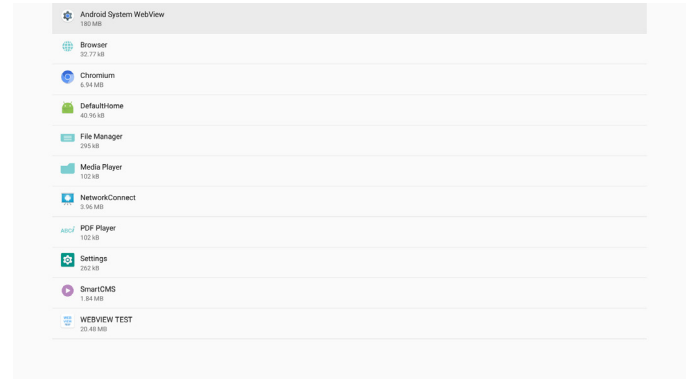 Android System WebView
180 MB
Browser
32.77 kB
Chromium
6.94 MB
DefaultHome
40.96 kB
File Manager
295 kB
Media Player
102 kB
NetworkConnect
3.96 MB
PDF Player
102 kB
Settings
262 kB
SmartCMS
1.84 MB
WEBVIEW TEST
20.48 MB